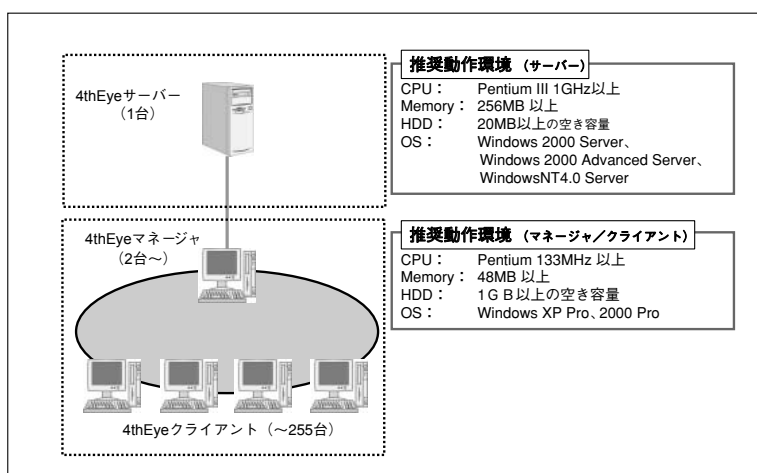 4thEyeサーバー
（1台）
推奨動作環境（サーバー）
CPU： Pentium III 1GHz以上
Memory： 256MB 以上
HDD： 20MB以上の空き容量
OS： Windows 2000 Server、
Windows 2000 Advanced Server、
WindowsNT4.0 Server
4thEyeマネージャ
（2台～）
推奨動作環境（マネージャ／クライアント）
CPU： Pentium 133MHz 以上
Memory： 48MB 以上
HDD： 1ＧＢ以上の空き容量
OS： Windows XP Pro、2000 Pro
4thEyeクライアント（～255台）